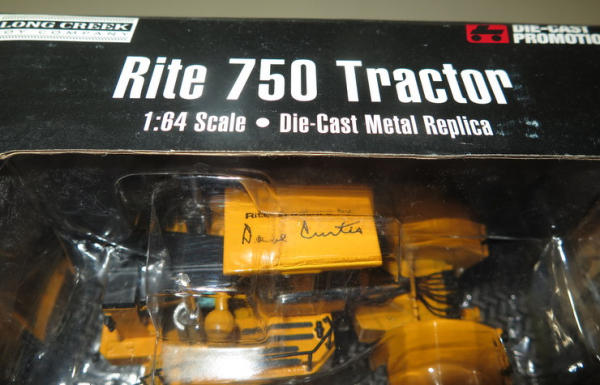 LONG CREEK
TOY COMPANY
DIE-CAST
PROMOTIO
Rite 750 Tractor
1:64 Scale • Die-Cast Metal Replica
Rite
Dave Curtis